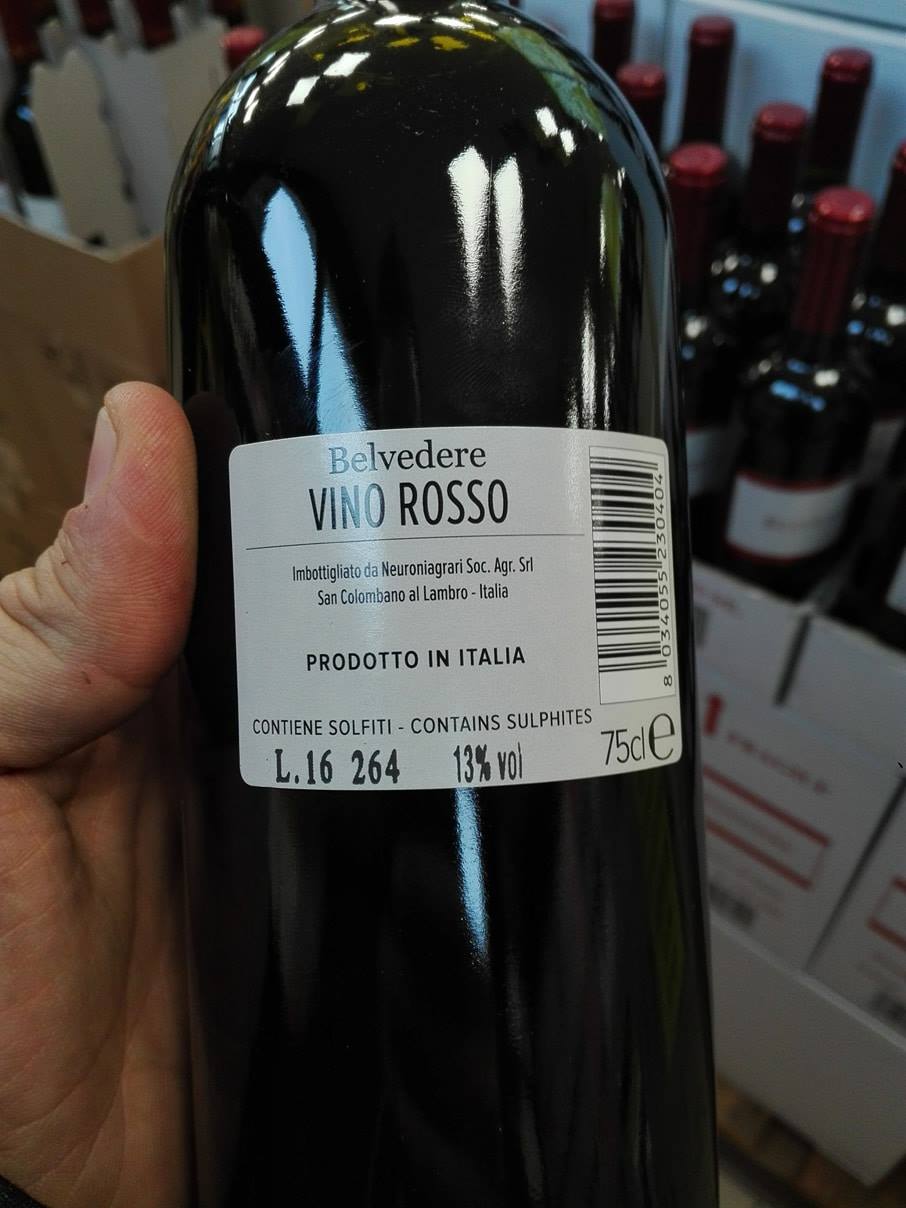 Belvedere
VINO ROSSO
Imbottigliato da Neuroniagrari Soc. Agr. Srl
San Colombano al Lambro - Italia
PRODOTTO IN ITALIA
CONTIENE SOLFITI - CONTAINS SULPHITES
L.16 264 13% vol
75cl e
8 034055 230404